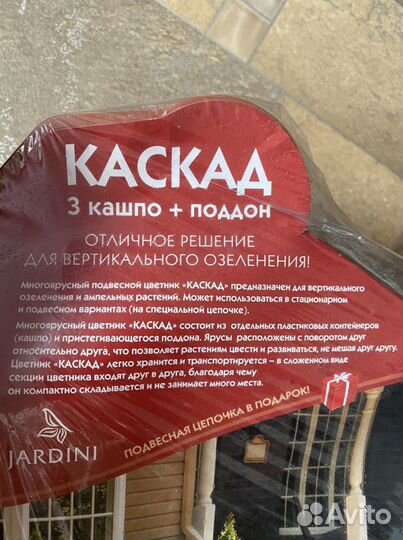 КАСКАД
3 кашпо + поддон
ОТЛИЧНОЕ РЕШЕНИЕ
ДЛЯ ВЕРТИКАЛЬНОГО ОЗЕЛЕНЕНИЯ!
Многоярусный подвесной цветник «КАСКАД» предназначен для вертикального
озеленения и ампельных растений. Может использоваться в стационарном
и подвесном вариантах (на специальной цепочке).
Многоярусный цветник «КАСКАД» состоит из отдельных пластиковых контейнеров
(кашпо) и пристегивающегося поддона. Ярусы расположены с поворотом друг
относительно друга, что позволяет растениям цвести и развиваться, не мешая друг другу.
Цветник «КАСКАД» легко хранится и транспортируется – в сложенном виде
секции цветника входят друг в друга, благодаря чему
он компактно складывается и не занимает много места.
ПОДВЕСНАЯ ЦЕПОЧКА В ПОДАРОК!
JARDINI
Avito